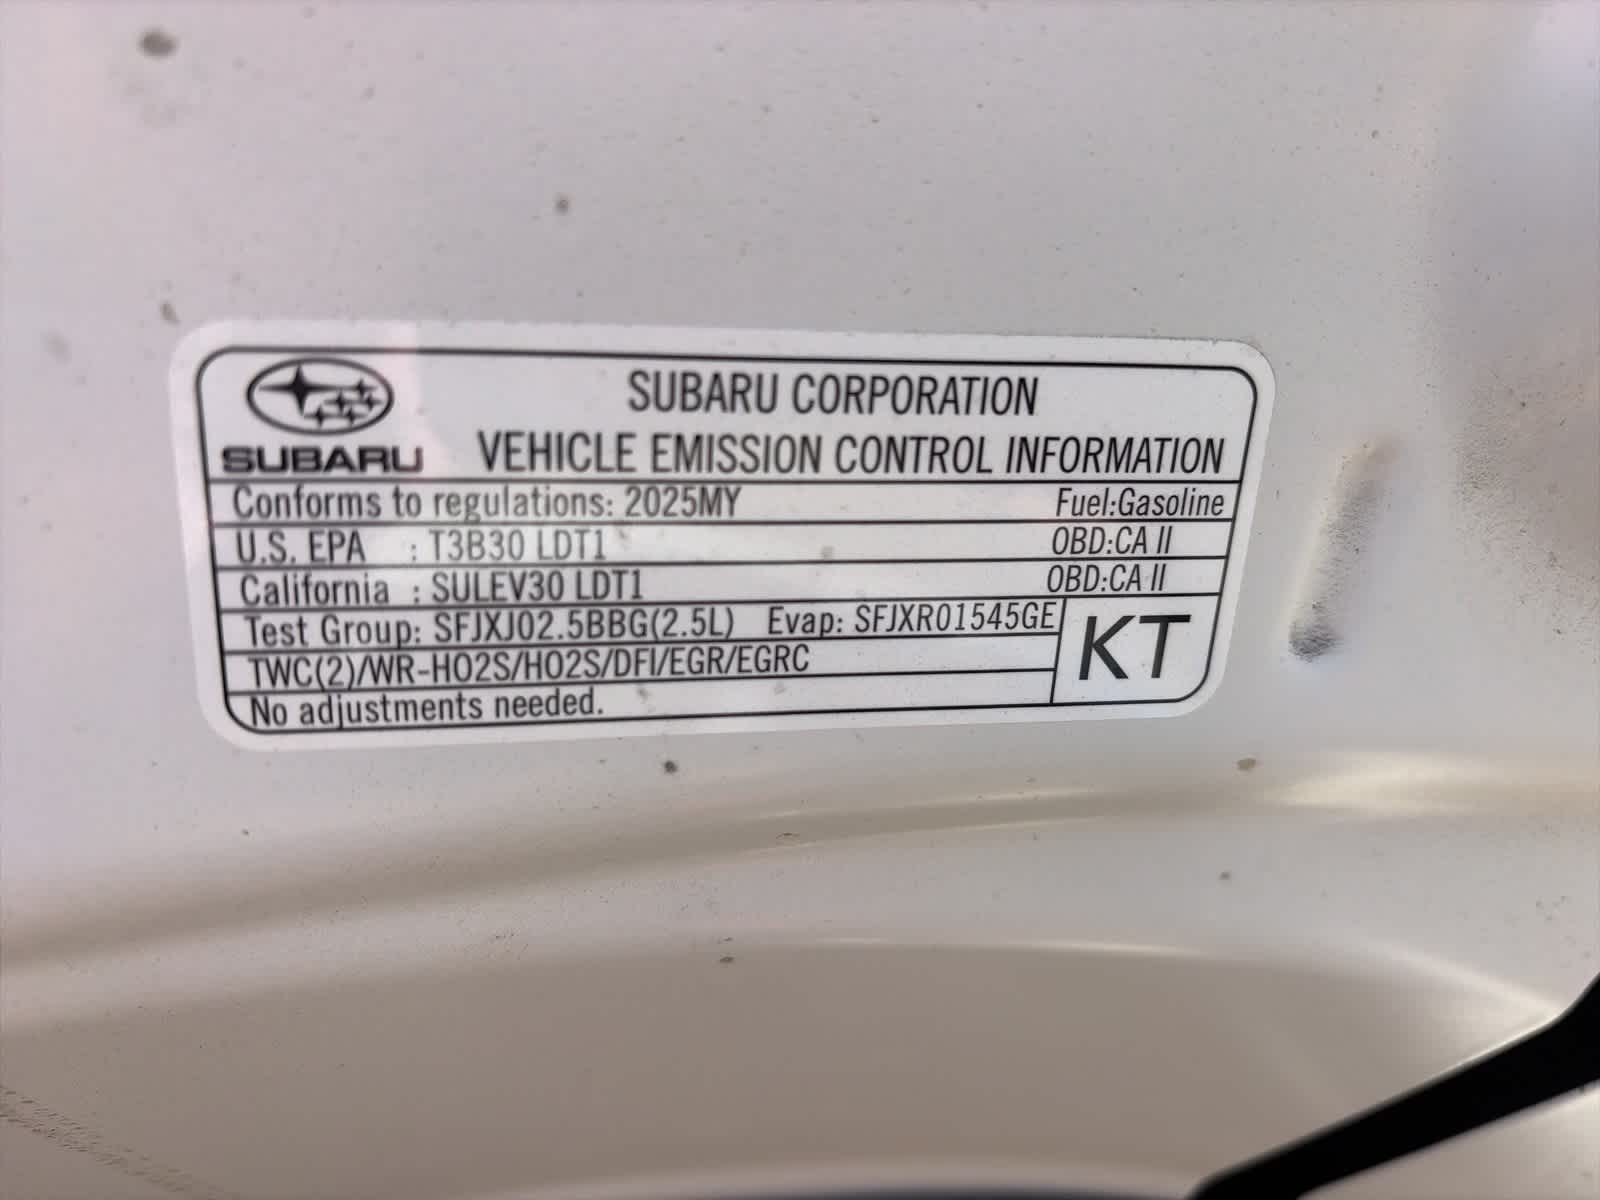 SUBARU CORPORATION
SUBARU VEHICLE EMISSION CONTROL INFORMATION
Conforms to regulations: 2025MY Fuel:Gasoline
U.S. EPA : T3B30 LDT1 OBD:CA II
California : SULEV30 LDT1 OBD:CA II
Test Group: SFJXJ02.5BBG(2.5L) Evap: SFJXR01545GE
KT
TWC(2)/WR-HO2S/HO2S/DFI/EGR/EGRC
No adjustments needed.